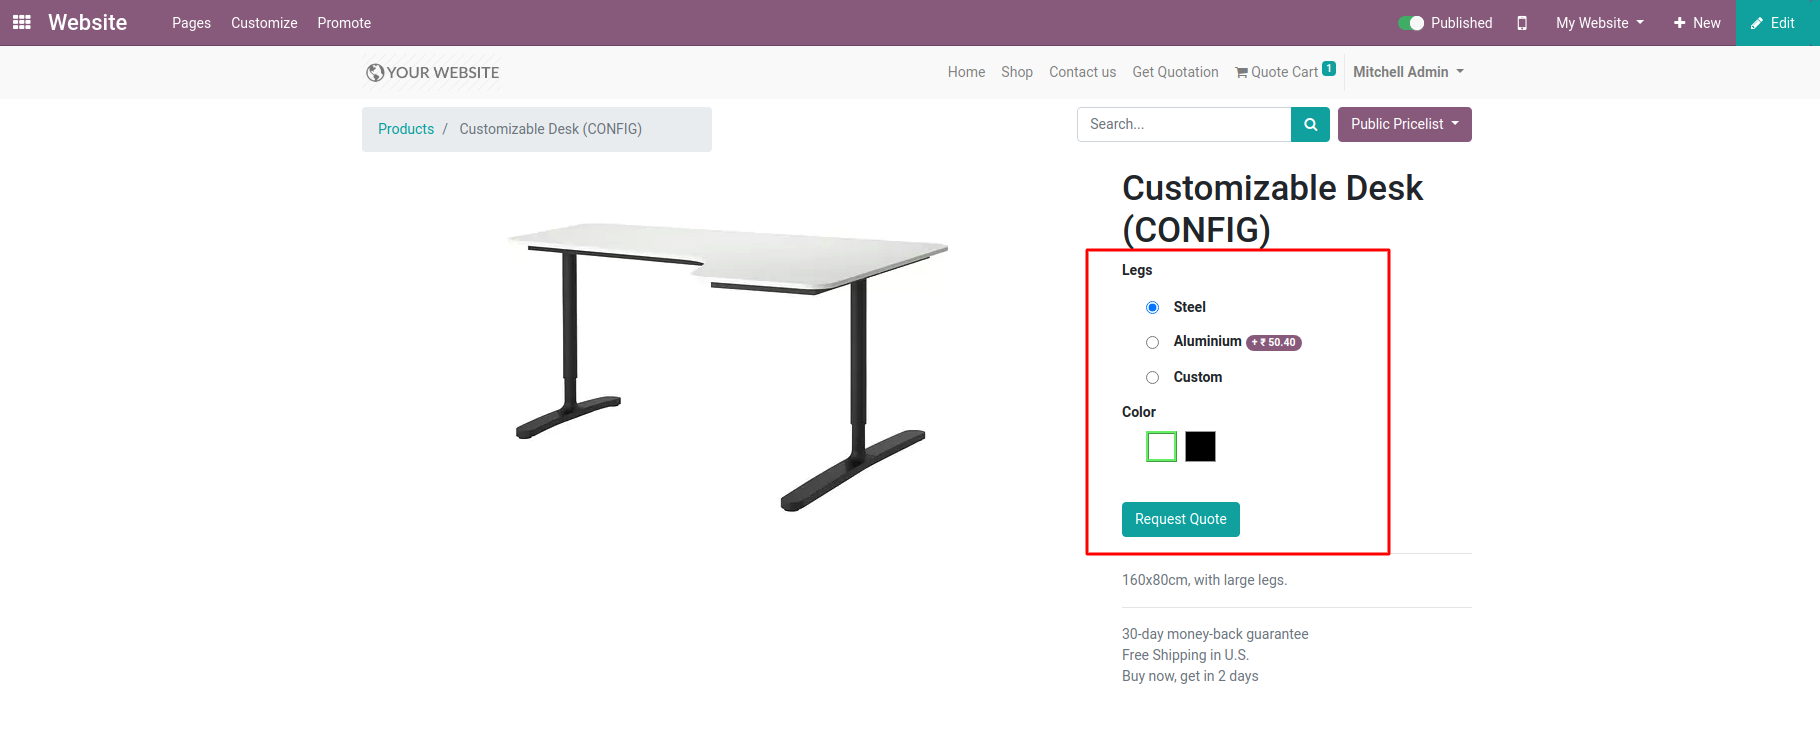 Website Pages Customize Promote Published My Website New Edit
YOUR WEBSITE Home Shop Contact us Get Quotation Quote Cart 1 Mitchell Admin
Products / Customizable Desk (CONFIG) Search... Public Pricelist
Customizable Desk
(CONFIG)
Legs
Steel
Aluminium + ₹ 50.40
Custom
Color
Request Quote
160x80cm, with large legs.
30-day money-back guarantee
Free Shipping in U.S.
Buy now, get in 2 days